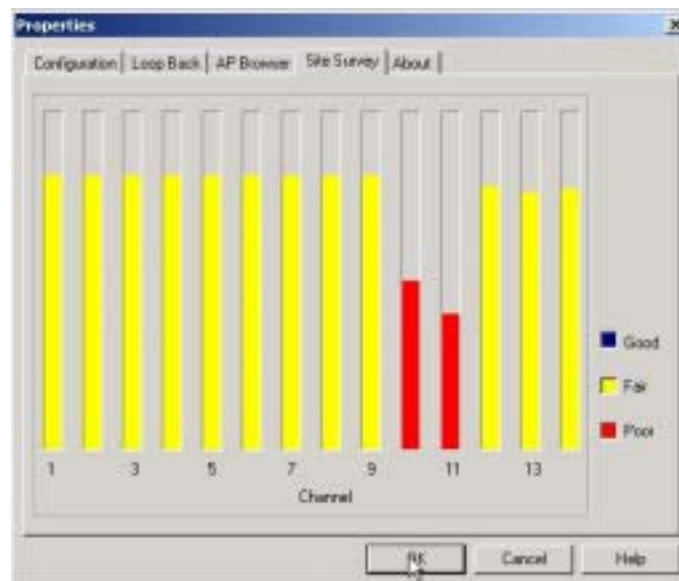 Properties
Configuration Loop Back AP Browser Site Survey About
Good
Fair
Poor
1 3 5 7 9 11 13
Channel
OK Cancel Help